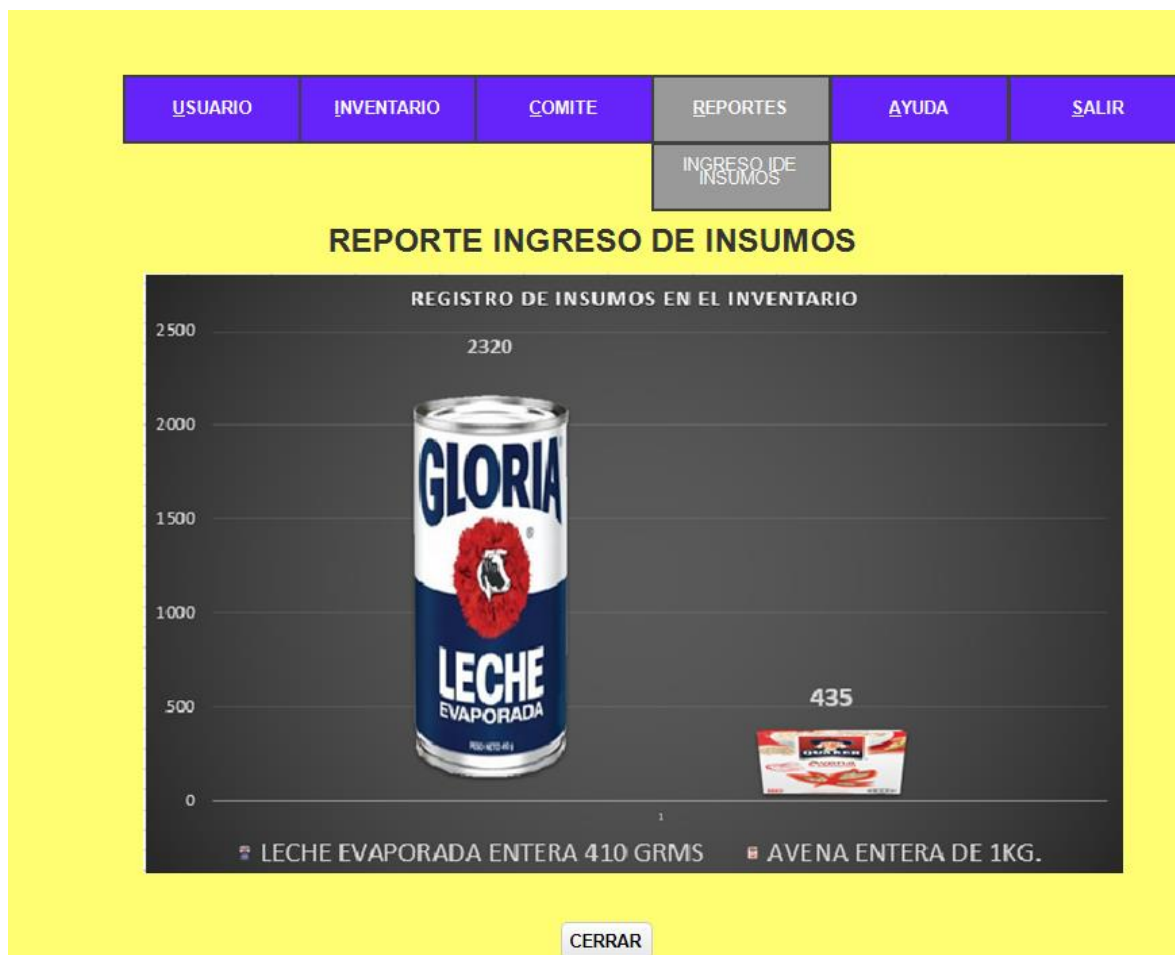 USUARIO INVENTARIO COMITE REPORTES AYUDA SALIR
INGRESO IDE
INSUMOS
REPORTE INGRESO DE INSUMOS
REGISTRO DE INSUMOS EN EL INVENTARIO
2500
2320
2000
GLORIA
®
1500
1000
LECHE
EVAPORADA
500
435
QUAKER
Avena
0
1
LECHE EVAPORADA ENTERA 410 GRMS AVENA ENTERA DE 1KG.
CERRAR